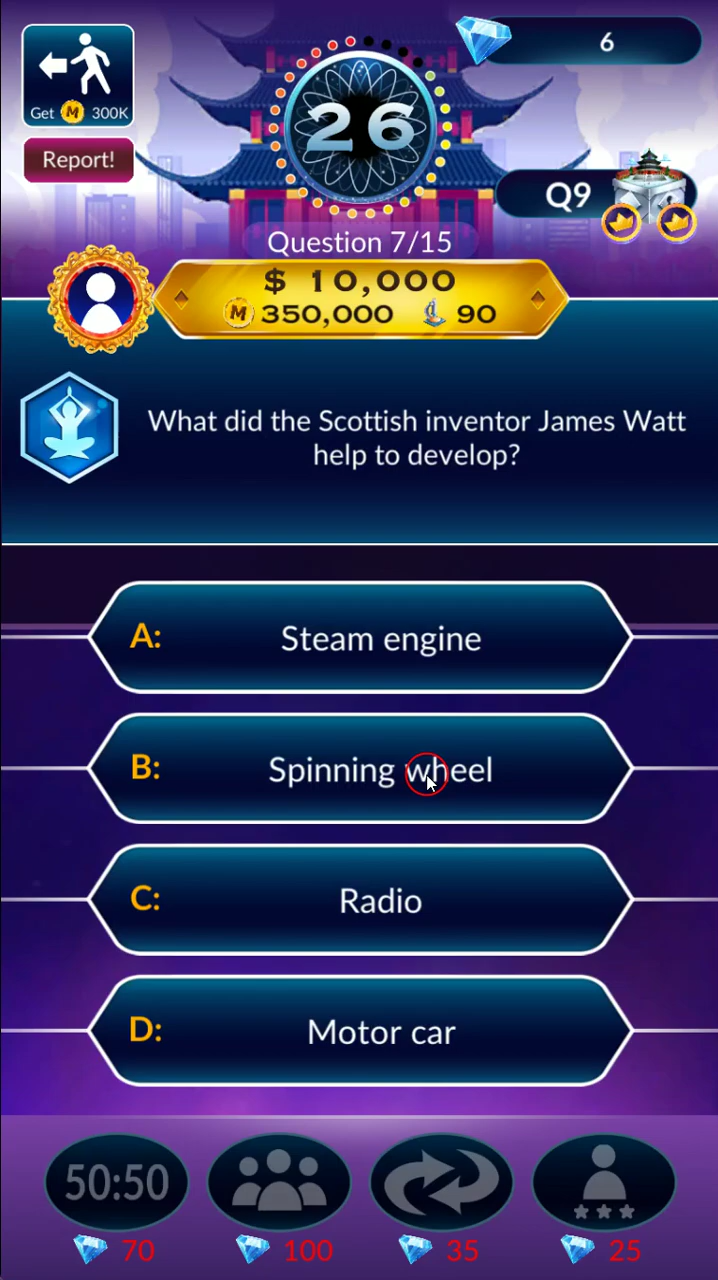 6
Get M 300K
26
Report!
Q9
Question 7/15
$ 10,000
M 350,000 90
What did the Scottish inventor James Watt
help to develop?
A: Steam engine
B: Spinning wheel
C: Radio
D: Motor car
50:50
70 100 35 25